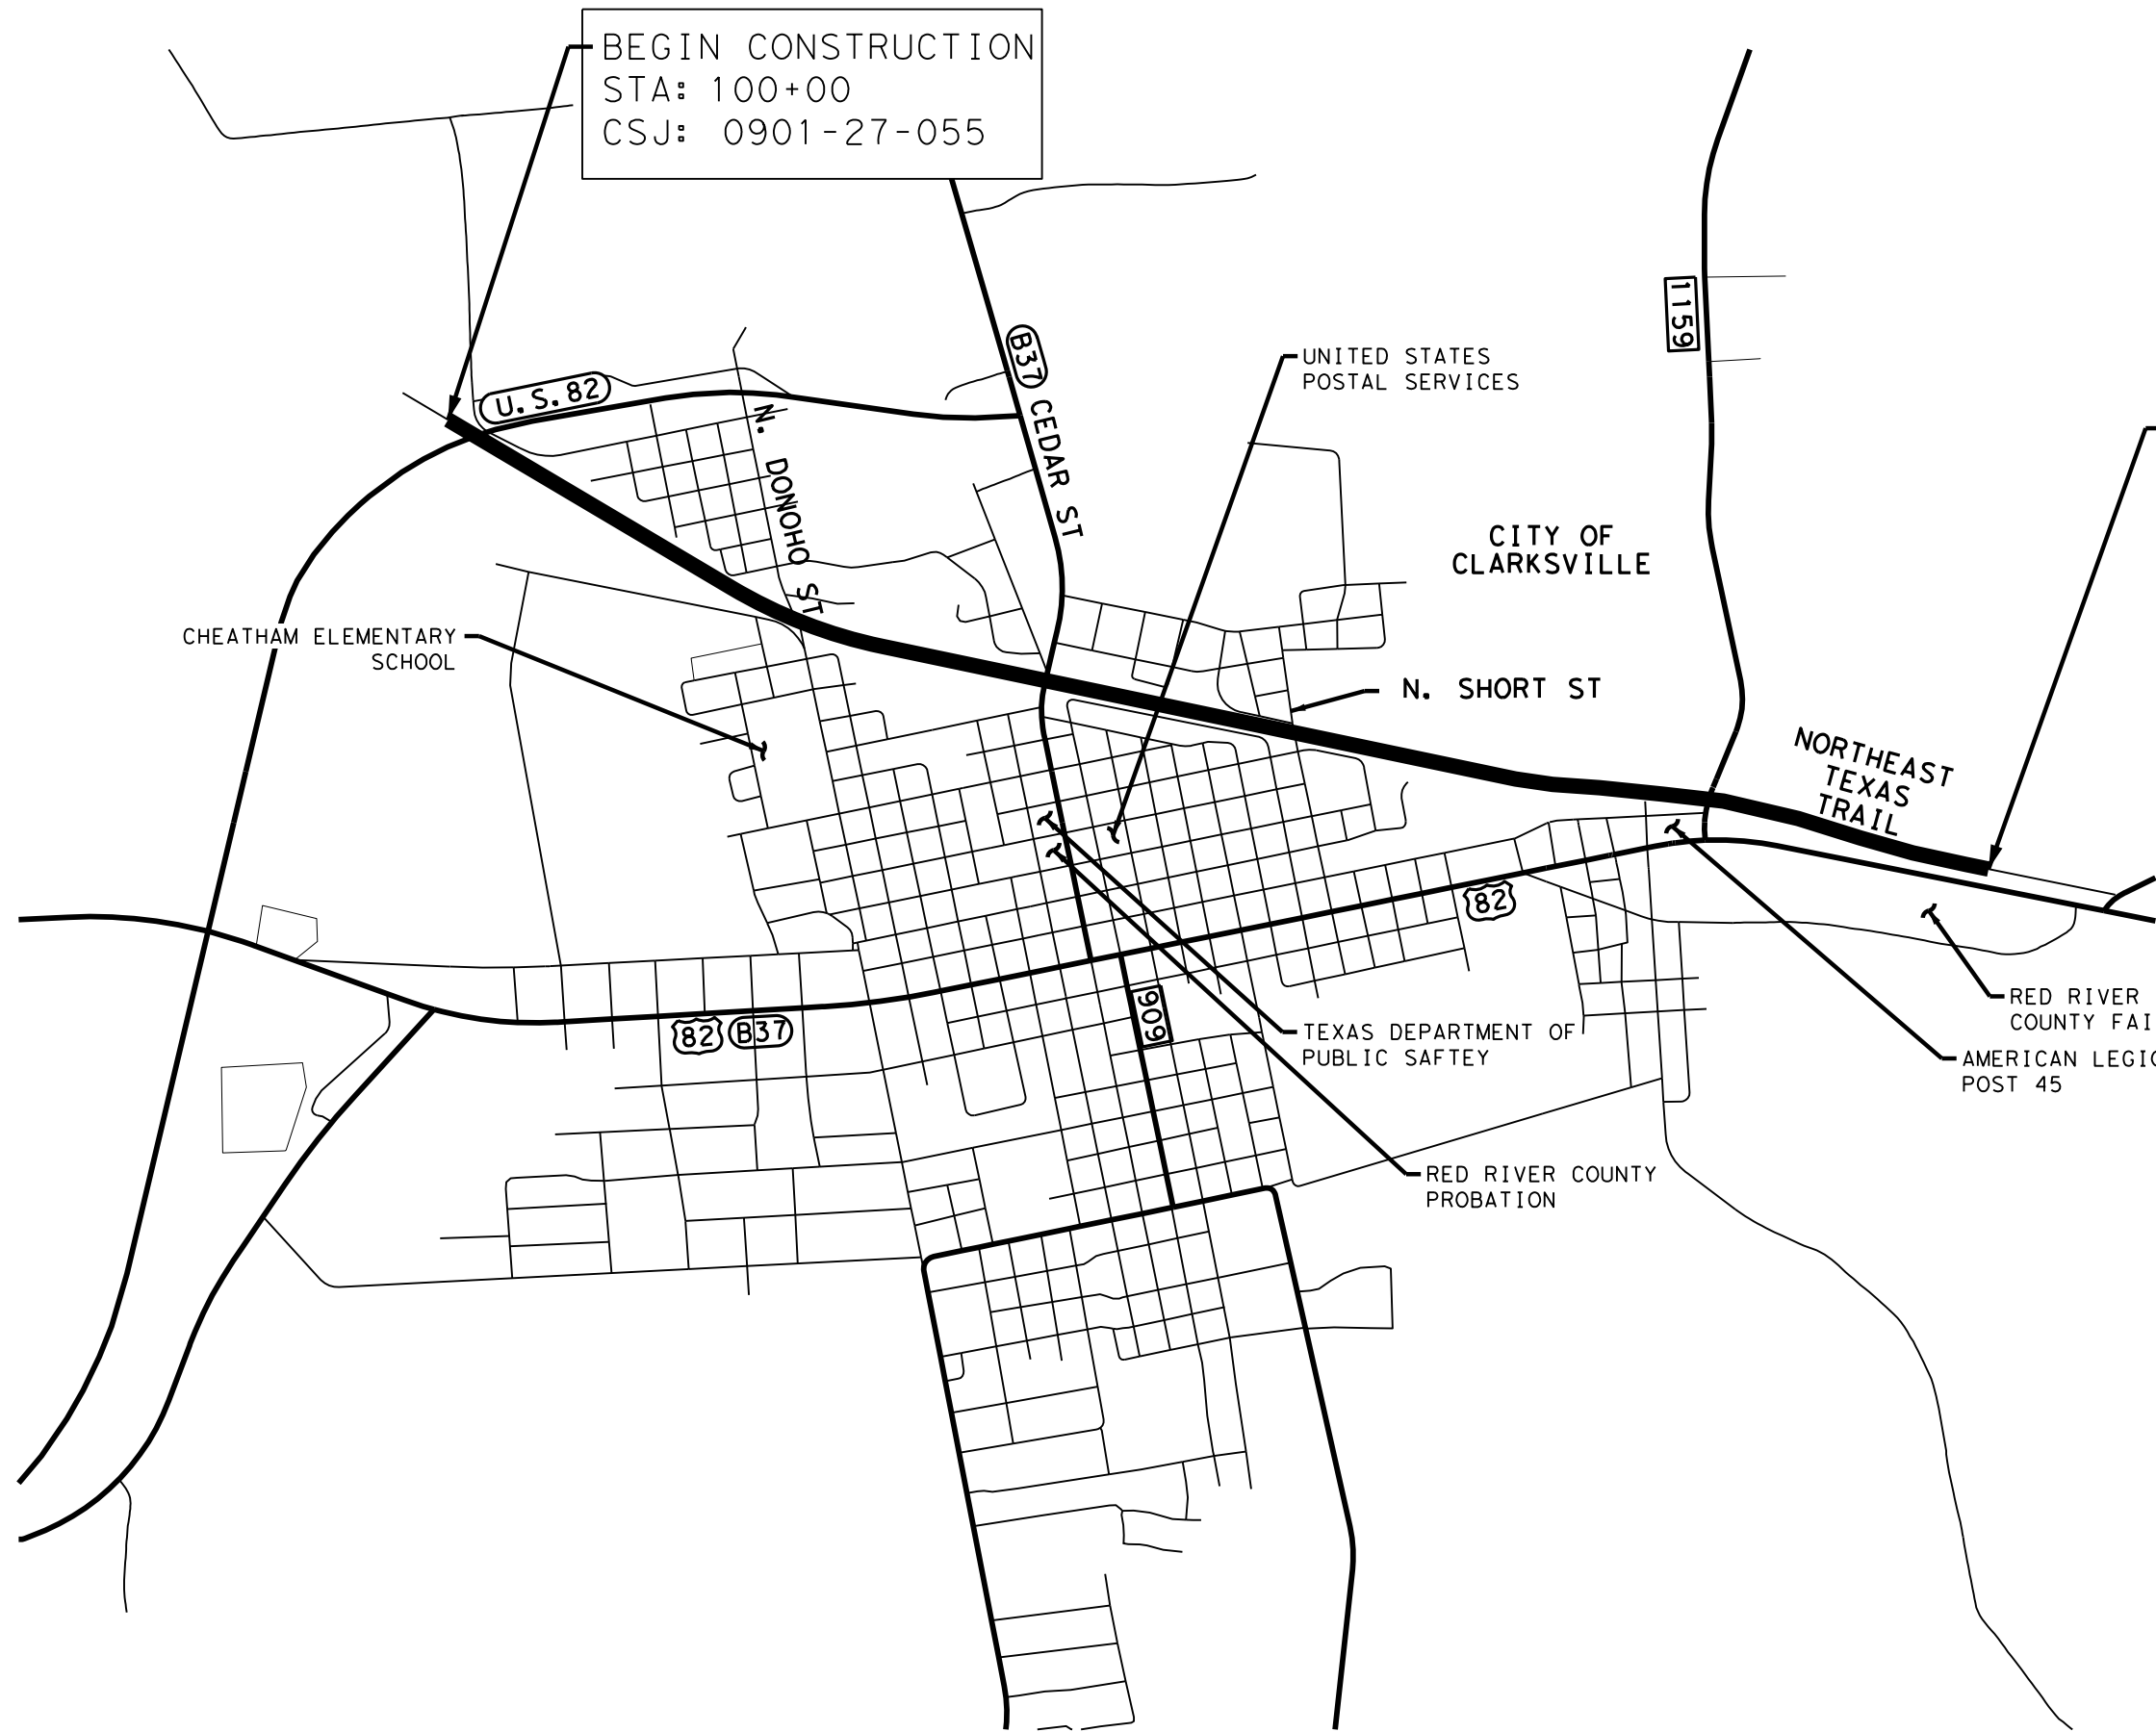 BEGIN CONSTRUCTION
STA: 100+00
CSJ: 0901-27-055
1159
B37
CEDAR ST
UNITED STATES
POSTAL SERVICES
U.S.82
N. DONOHO ST
CITY OF
CLARKSVILLE
CHEATHAM ELEMENTARY
SCHOOL
N. SHORT ST
NORTHEAST
TEXAS
TRAIL
82
82
B37
909
TEXAS DEPARTMENT OF
PUBLIC SAFTEY
RED RIVER
COUNTY FAI
AMERICAN LEGIO
POST 45
RED RIVER COUNTY
PROBATION